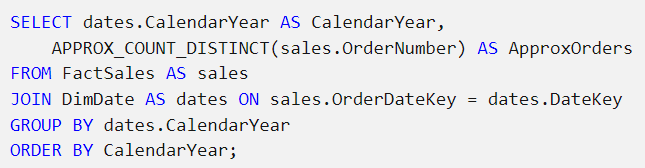 SELECT dates.CalendarYear AS CalendarYear,
    APPROX_COUNT_DISTINCT(sales.OrderNumber) AS ApproxOrders
FROM FactSales AS sales
JOIN DimDate AS dates ON sales.OrderDateKey = dates.DateKey
GROUP BY dates.CalendarYear
ORDER BY CalendarYear;